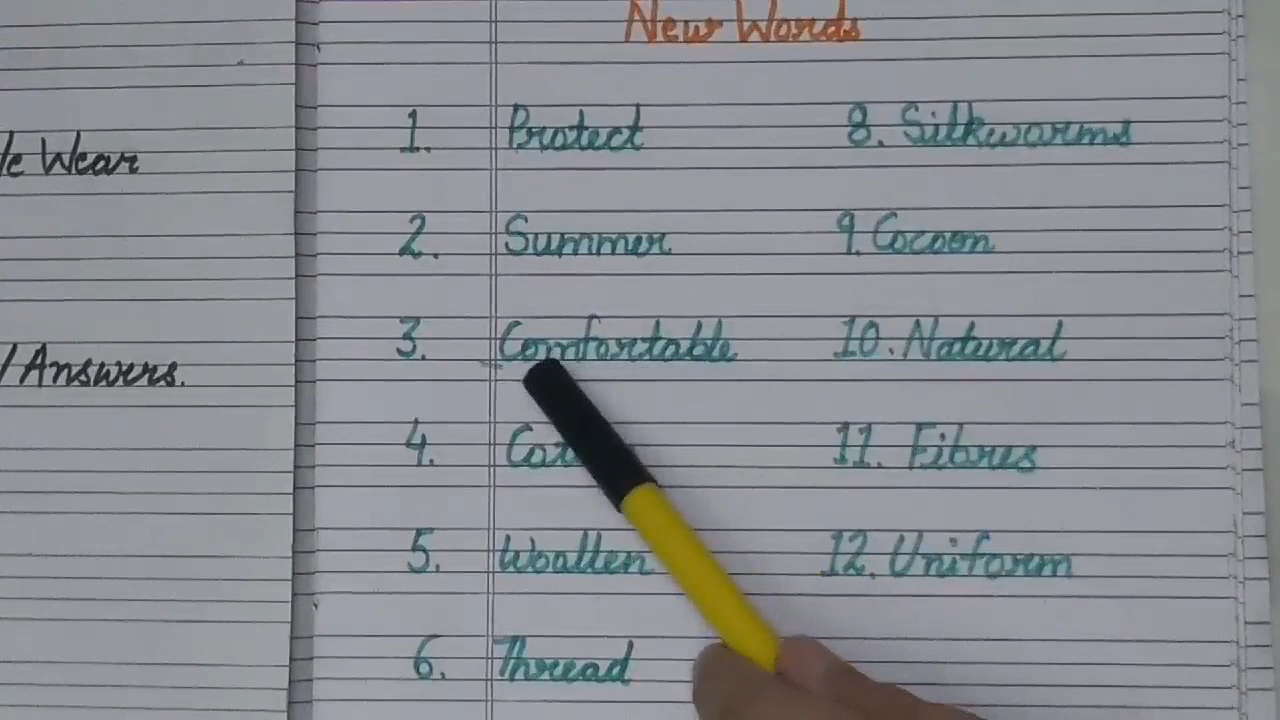 New Words
1. Protect
2. Summer
3. Comfortable
4.
5. Woollen
6. Thread
8. Silkworms
9. Cocoon
10. Natural
11. Fibres
12. Uniform
Wear
Answers.